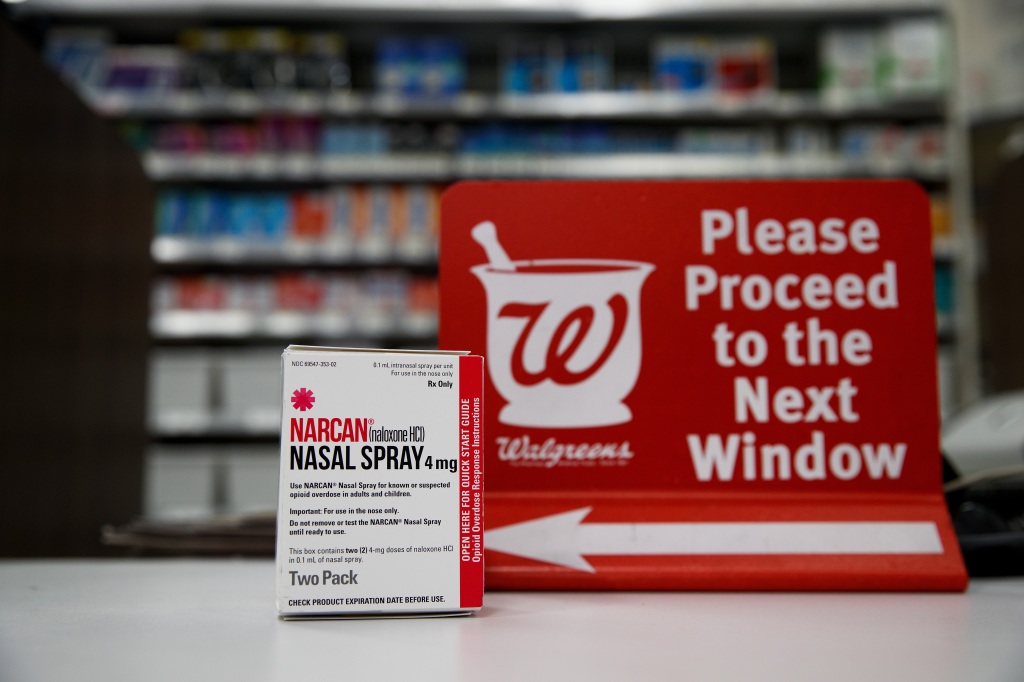 NDC 69547-353-02
0.1 mL intranasal spray per unit
For use in the nose only
Rx Only
NARCAN® (naloxone HCl)
NASAL SPRAY 4 mg
Use NARCAN® Nasal Spray for known or suspected
opioid overdose in adults and children.
Important: For use in the nose only.
Do not remove or test the NARCAN® Nasal Spray
until ready to use.
This box contains two (2) 4-mg doses of naloxone HCl
in 0.1 mL of nasal spray.
Two Pack
CHECK PRODUCT EXPIRATION DATE BEFORE USE.
OPEN HERE FOR QUICK START GUIDE
Opioid Overdose Response Instructions
W
Walgreens
Please
Proceed
to the
Next
Window